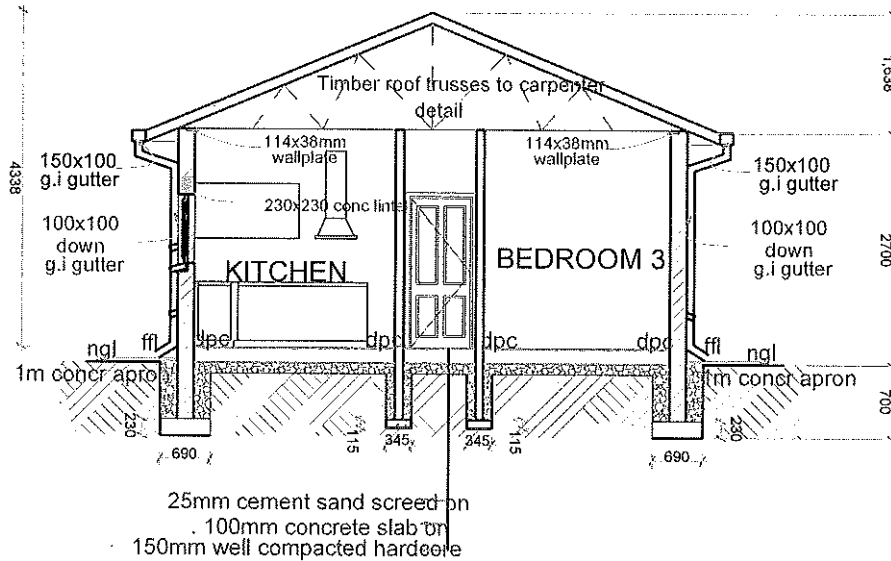 Timber roof trusses to carpenter
detail
114x38mm
wallplate
114x38mm
wallplate
4338
2700
700
150x100
g.i gutter
150x100
g.i gutter
230x230 conc lintel
100x100
down
g.i gutter
100x100
down
g.i gutter
KITCHEN
BEDROOM 3
ngl
ffl
dpc
dpc
dpc
dpc
ffl
ngl
1m concr apron
1m concr apron
230
690
115
345
345
115
690
230
25mm cement sand screed on
100mm concrete slab on
150mm well compacted hardcore